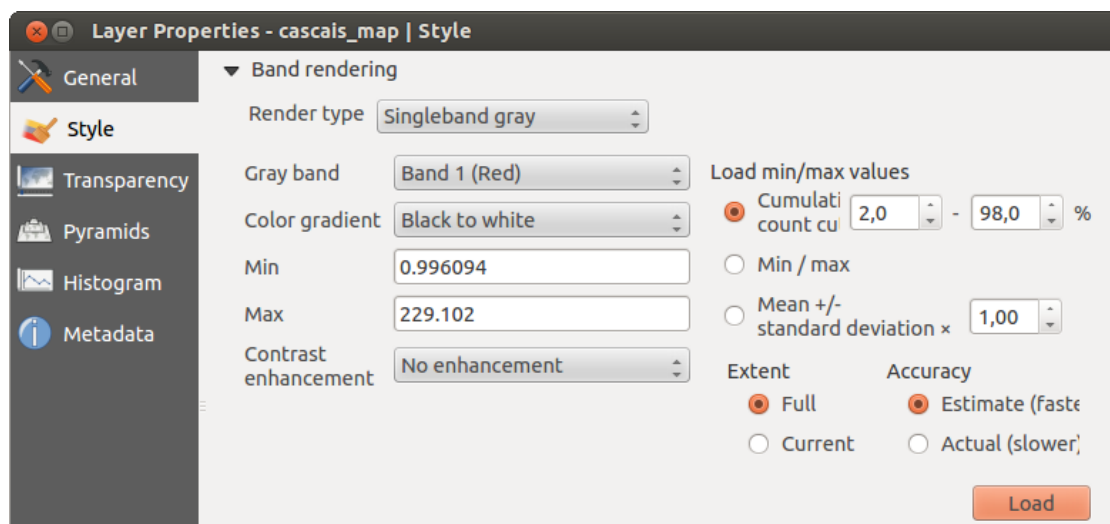 Layer Properties - cascais_map | Style
General
Style
Transparency
Pyramids
Histogram
Metadata
Band rendering
Render type Singleband gray
Gray band Band 1 (Red)
Color gradient Black to white
Min 0.996094
Max 229.102
Contrast
enhancement No enhancement
Load min/max values
Cumulati
count cu 2,0 - 98,0 %
Min / max
Mean +/-
standard deviation × 1,00
Extent Accuracy
Full Estimate (faste
Current Actual (slower)
Load